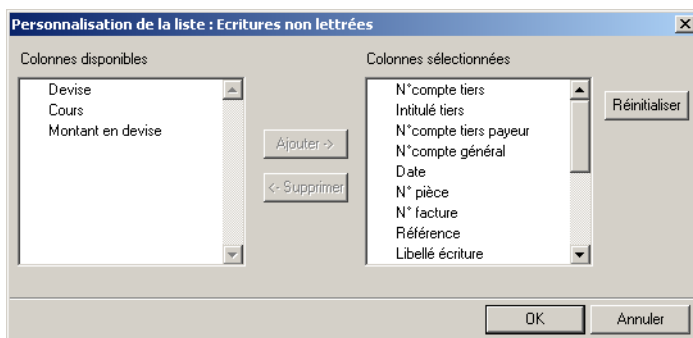 Personnalisation de la liste : Ecritures non lettrées
Colonnes disponibles
Devise
Cours
Montant en devise
Ajouter ->
<- Supprimer
Colonnes sélectionnées
N°compte tiers
Intitulé tiers
N°compte tiers payeur
N°compte général
Date
N° pièce
N° facture
Référence
Libellé écriture
Réinitialiser
OK
Annuler